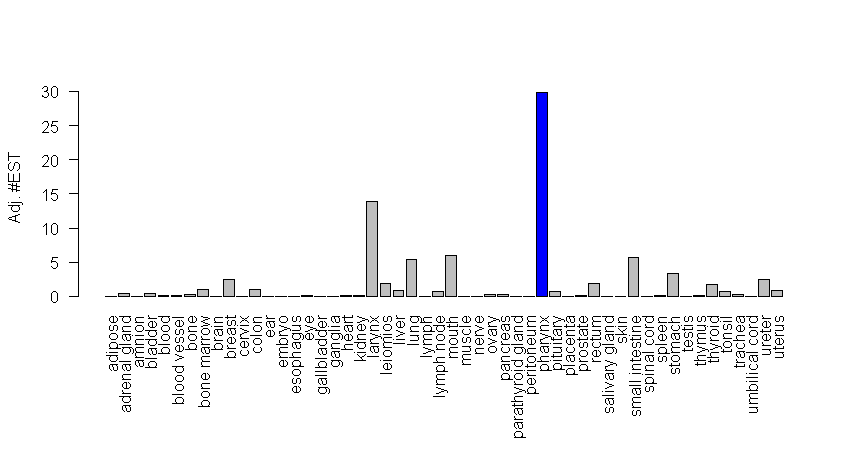 Adj. #EST
30
25
20
15
10
5
0
adipose
adrenal gland
amnion
bladder
blood
blood vessel
bone
bone marrow
brain
breast
cervix
colon
ear
embryo
esophagus
eye
gallbladder
ganglia
heart
kidney
larynx
leiomios
liver
lung
lymph
lymph node
mouth
muscle
nerve
ovary
pancreas
parathyroid gland
peritoneum
pharynx
pituitary
placenta
prostate
rectum
salivary gland
skin
small intestine
spinal cord
spleen
stomach
testis
thymus
thyroid
tonsil
trachea
umbilical cord
ureter
uterus